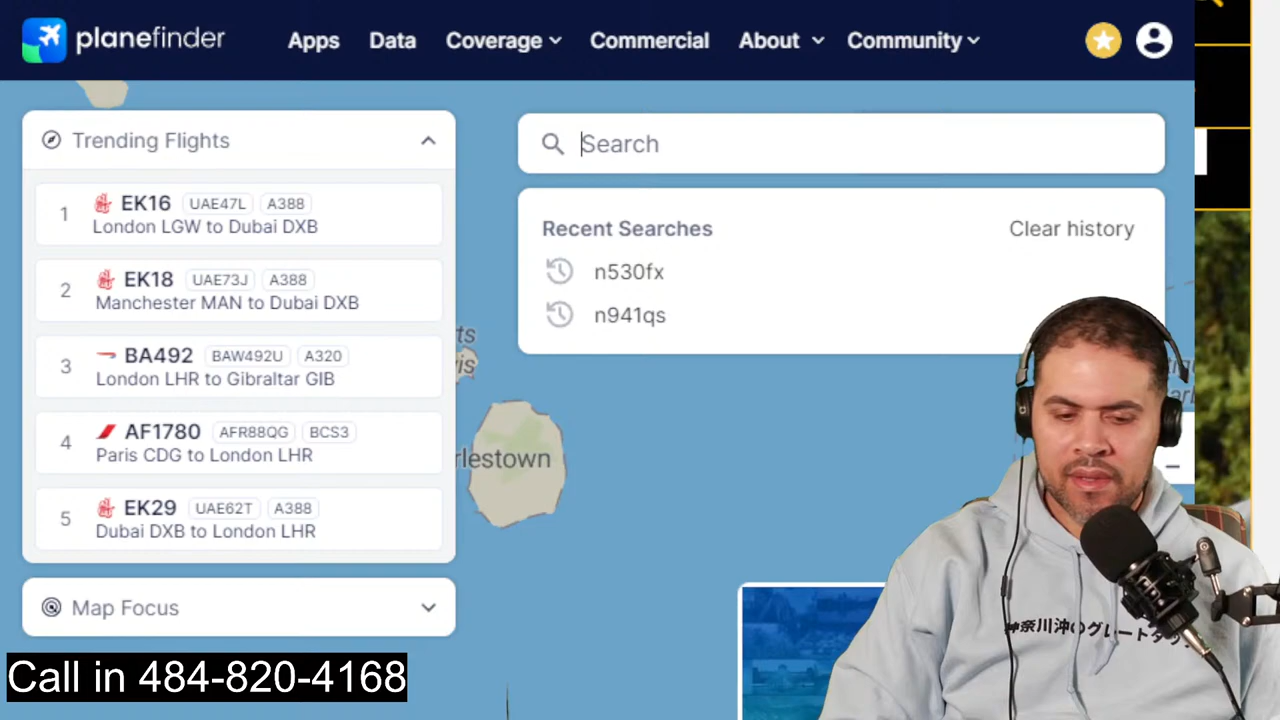 planefinder
Apps
Data
Coverage
Commercial
About
Community
Trending Flights
1
EK16
UAE47L
A388
London LGW to Dubai DXB
2
EK18
UAE73J
A388
Manchester MAN to Dubai DXB
3
BA492
BAW492U
A320
London LHR to Gibraltar GIB
4
AF1780
AFR88QG
BCS3
Paris CDG to London LHR
5
EK29
UAE62T
A388
Dubai DXB to London LHR
Map Focus
Search
Recent Searches
Clear history
n530fx
n941qs
rlestown
Call in 484-820-4168